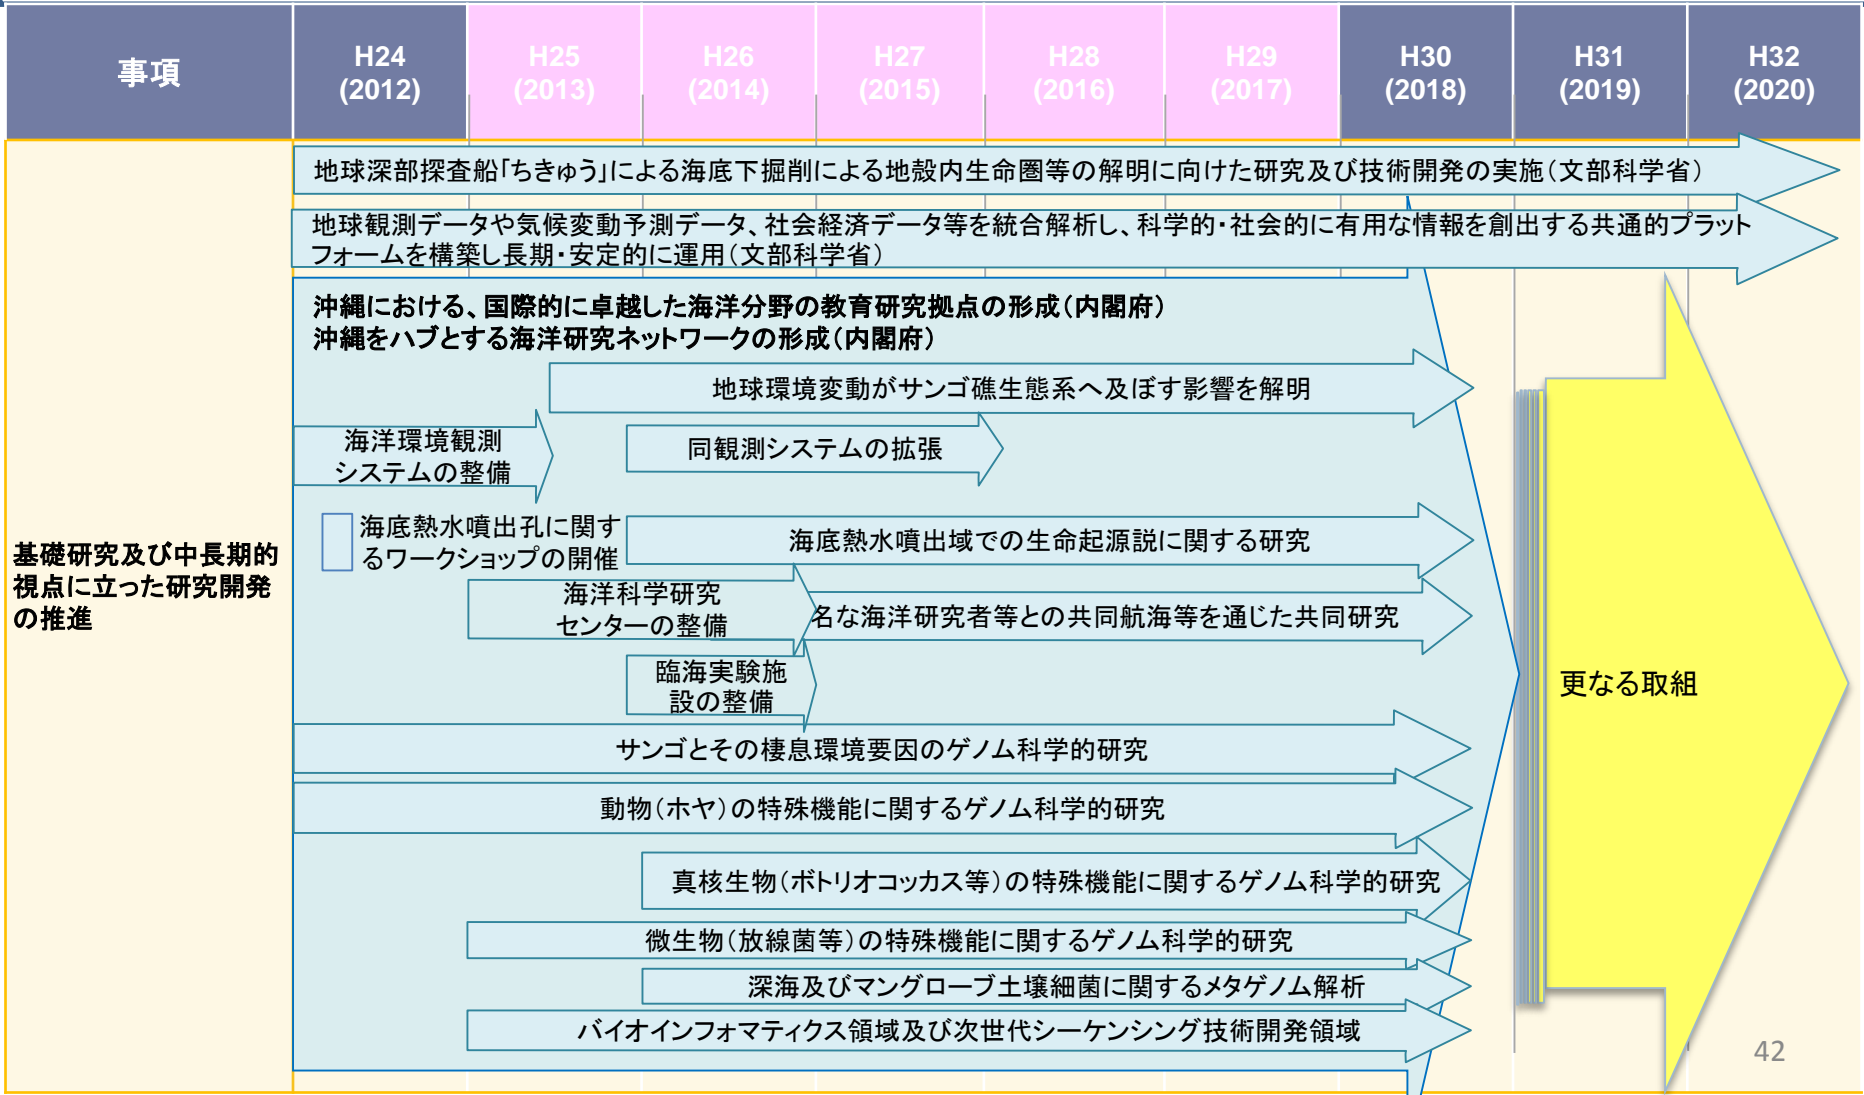 事項
H24
(2012)
H25
(2013)
H26
(2014)
H27
(2015)
H28
(2016)
H29
(2017)
H30
(2018)
H31
(2019)
H32
(2020)
基礎研究及び中長期的
視点に立った研究開発
の推進
地球深部探査船「ちきゅう」による海底下掘削による地殻内生命圏等の解明に向けた研究及び技術開発の実施(文部科学省)
地球観測データや気候変動予測データ、社会経済データ等を統合解析し、科学的・社会的に有用な情報を創出する共通的プラット
フォームを構築し長期・安定的に運用(文部科学省)
沖縄における、国際的に卓越した海洋分野の教育研究拠点の形成(内閣府)
沖縄をハブとする海洋研究ネットワークの形成(内閣府)
地球環境変動がサンゴ礁生態系へ及ぼす影響を解明
海洋環境観測
システムの整備
同観測システムの拡張
海底熱水噴出孔に関す
るワークショップの開催
海底熱水噴出域での生命起源説に関する研究
海洋科学研究
センターの整備
名な海洋研究者等との共同航海等を通じた共同研究
臨海実験施
設の整備
サンゴとその棲息環境要因のゲノム科学的研究
動物(ホヤ)の特殊機能に関するゲノム科学的研究
真核生物(ボトリオコッカス等)の特殊機能に関するゲノム科学的研究
微生物(放線菌等)の特殊機能に関するゲノム科学的研究
深海及びマングローブ土壌細菌に関するメタゲノム解析
バイオインフォマティクス領域及び次世代シーケンシング技術開発領域
更なる取組
42